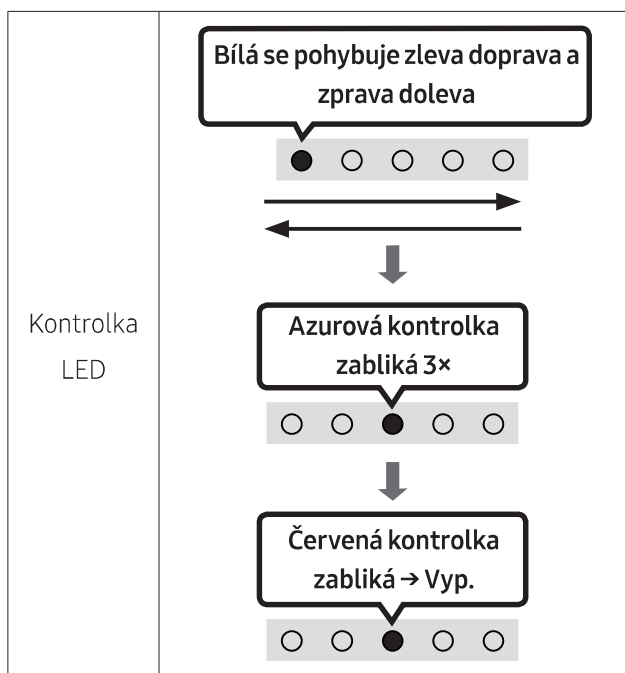 Bílá se pohybuje zleva doprava a
zprava doleva
Kontrolka
LED
Azurová kontrolka
zabliká 3×
Červená kontrolka
zabliká → Vyp.